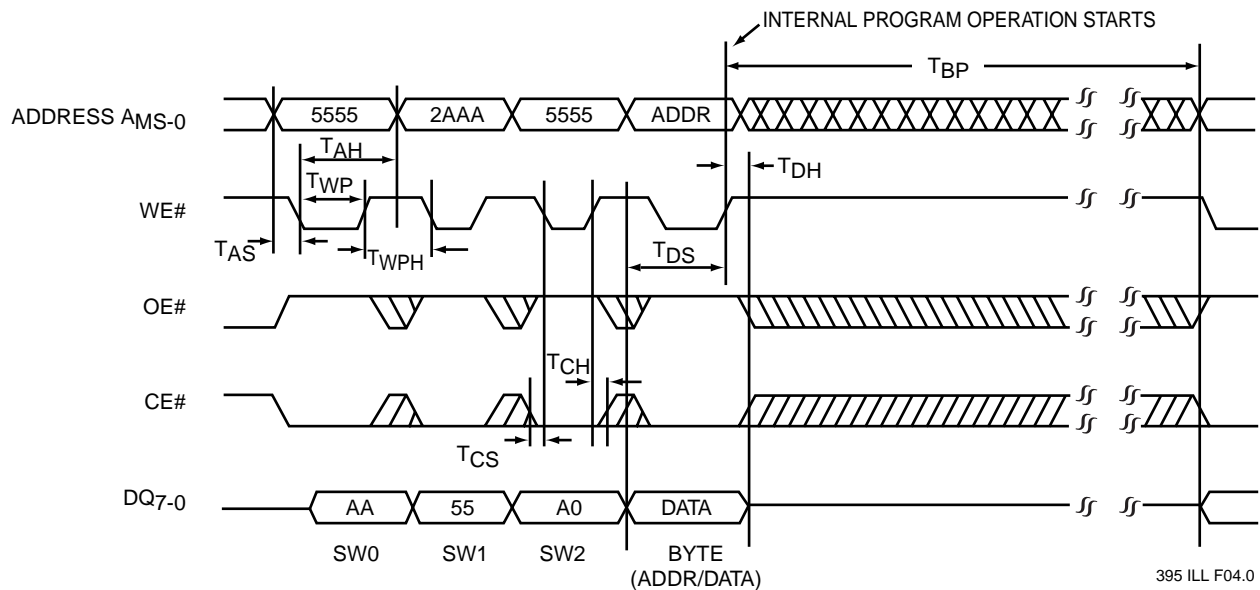 INTERNAL PROGRAM OPERATION STARTS
TBP
ADDRESS AMS-0
5555
2AAA
5555
ADDR
TAH
TDH
TWP
WE#
TAS
TWPH
TDS
OE#
TCH
CE#
TCS
DQ7-0
AA
55
A0
DATA
SW0
SW1
SW2
BYTE
(ADDR/DATA)
395 ILL F04.0